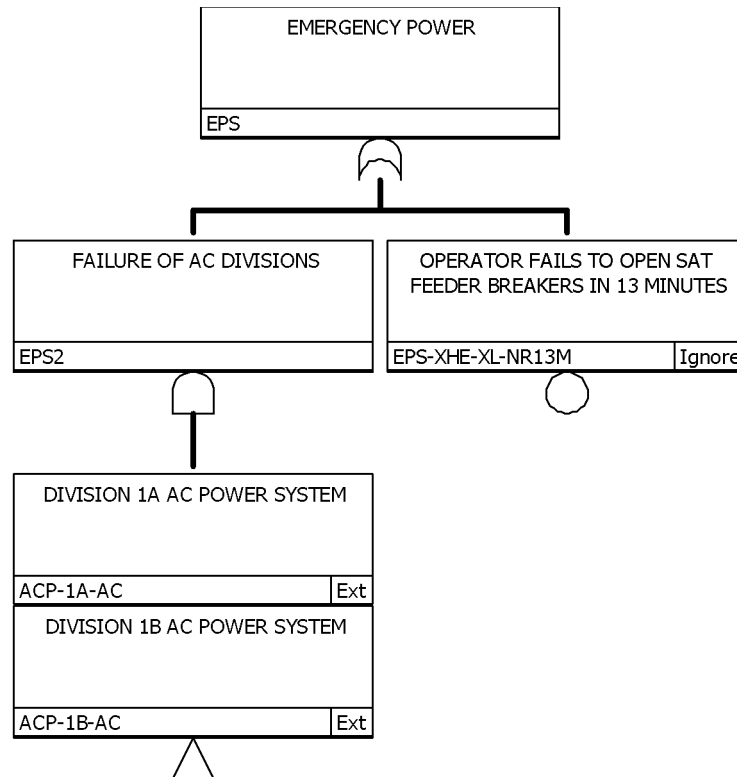 EMERGENCY POWER
EPS
FAILURE OF AC DIVISIONS
EPS2
OPERATOR FAILS TO OPEN SAT
FEEDER BREAKERS IN 13 MINUTES
EPS-XHE-XL-NR13M
Ignore
DIVISION 1A AC POWER SYSTEM
ACP-1A-AC
Ext
DIVISION 1B AC POWER SYSTEM
ACP-1B-AC
Ext